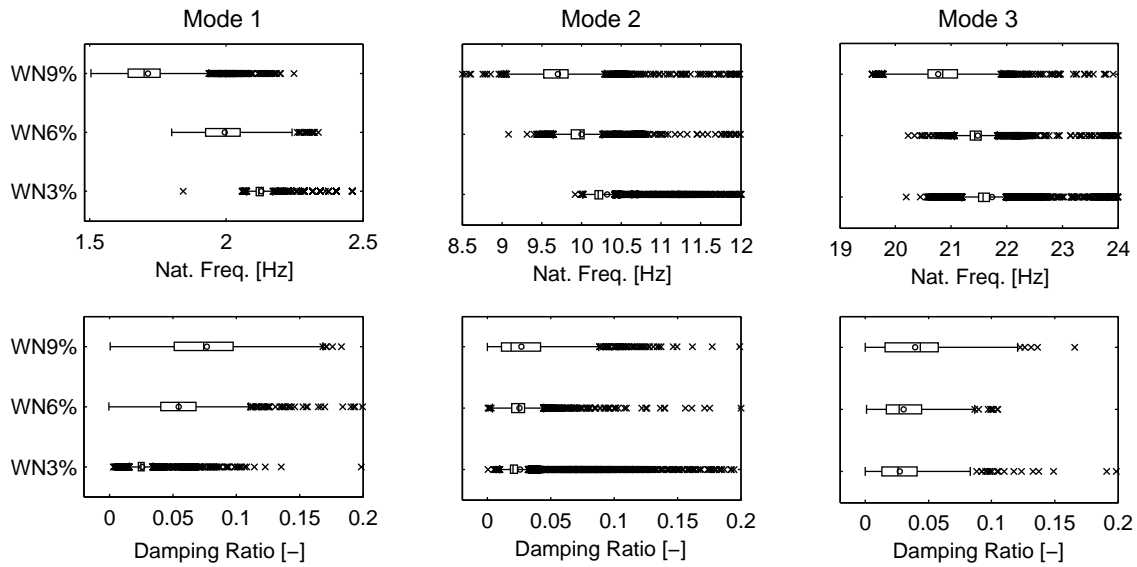 Mode 1 Mode 2 Mode 3
WN9%
WN6%
WN3%
1.5 2 2.5
8.5 9 9.5 10 10.5 11 11.5 12
19 20 21 22 23 24
Nat. Freq. [Hz] Nat. Freq. [Hz] Nat. Freq. [Hz]
WN9%
WN6%
WN3%
0 0.05 0.1 0.15 0.2
0 0.05 0.1 0.15 0.2
0 0.05 0.1 0.15 0.2
Damping Ratio [−] Damping Ratio [−] Damping Ratio [−]